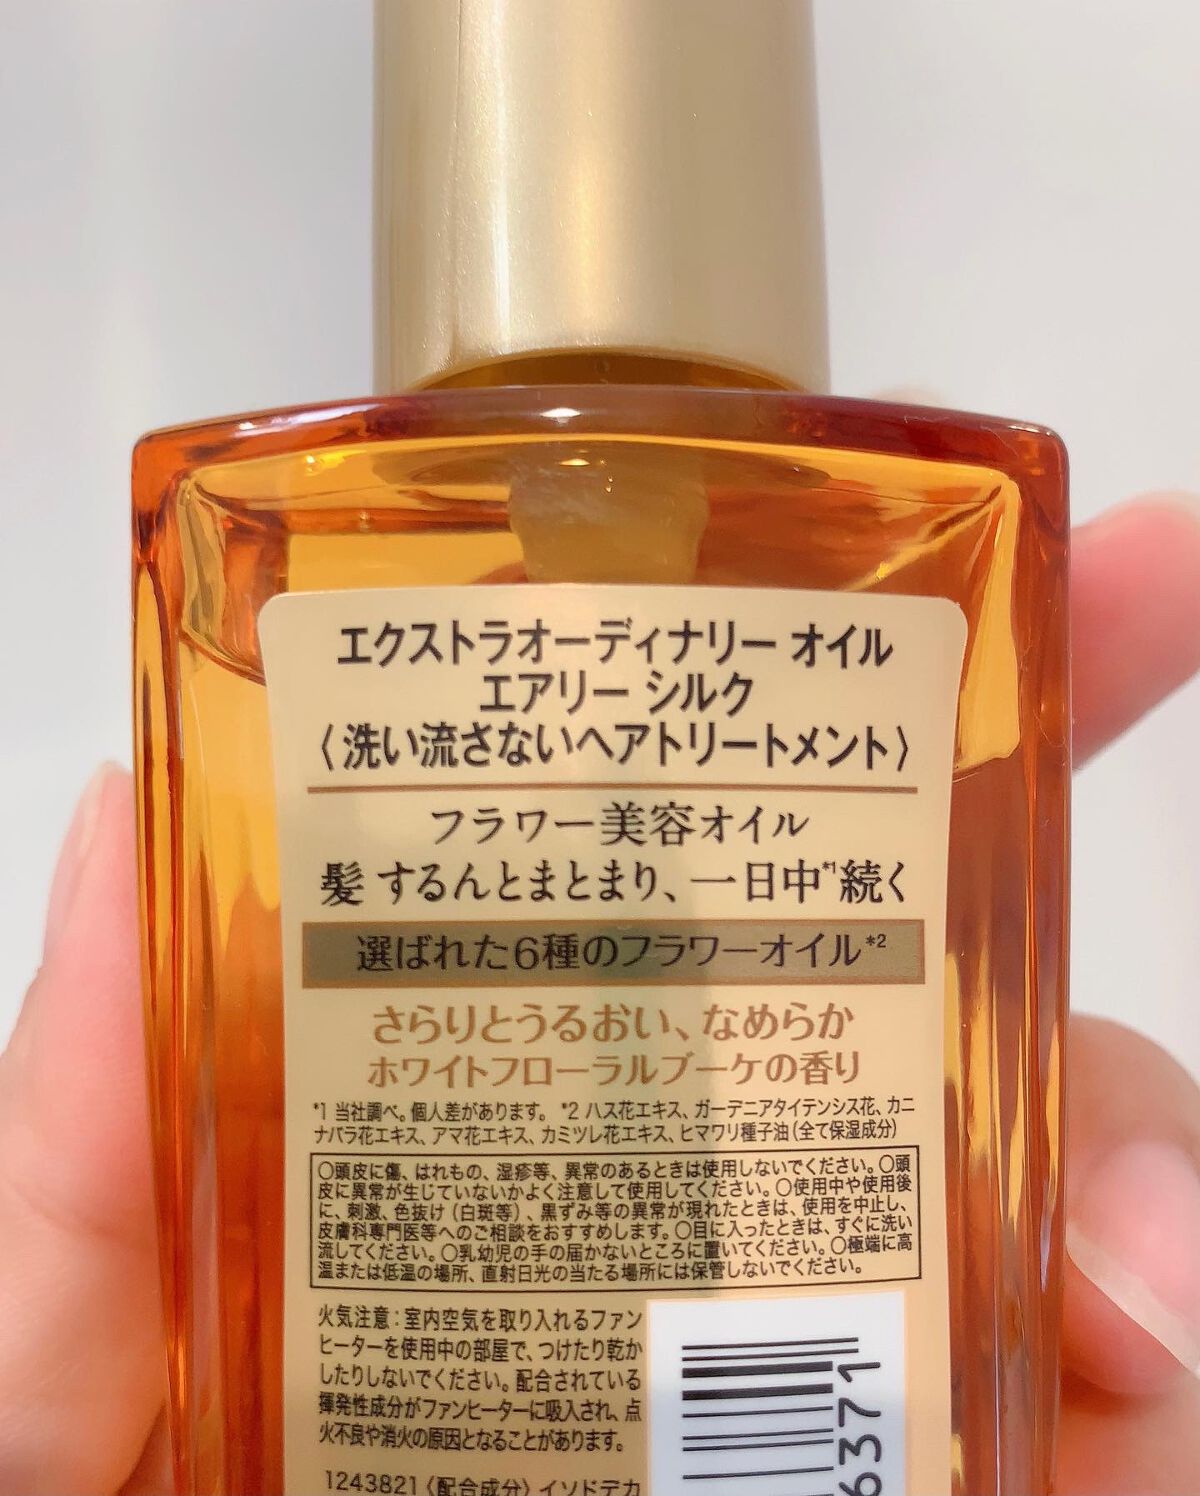 エクストラオーディナリー オイル
エアリー シルク
〈洗い流さないヘアトリートメント〉
フラワー美容オイル
髪 するんとまとまり、一日中*1続く
選ばれた6種のフラワーオイル*2
さらりとうるおい、なめらか
ホワイトフローラルブーケの香り
*1 当社調べ。個人差があります。 *2 ハス花エキス、ガーデニアタイテンシス花、カニ
ナバラ花エキス、アマ花エキス、カミツレ花エキス、ヒマワリ種子油(全て保湿成分)
○頭皮に傷、はれもの、湿疹等、異常のあるときは使用しないでください。○頭
皮に異常が生じていないかよく注意して使用してください。○使用中や使用後
に、刺激、色抜け(白斑等)、黒ずみ等の異常が現れたときは、使用を中止し、
皮膚科専門医等へのご相談をおすすめします。○目に入ったときは、すぐに洗い
流してください。○乳幼児の手の届かないところに置いてください。○極端に高
温または低温の場所、直射日光の当たる場所には保管しないでください。
火気注意:室内空気を取り入れるファン
ヒーターを使用中の部屋で、つけたり乾か
したりしないでください。配合されている
揮発性成分がファンヒーターに吸入され、点
火不良や消火の原因となることがあります。
1243821〈配合成分〉イソドデカ
6371